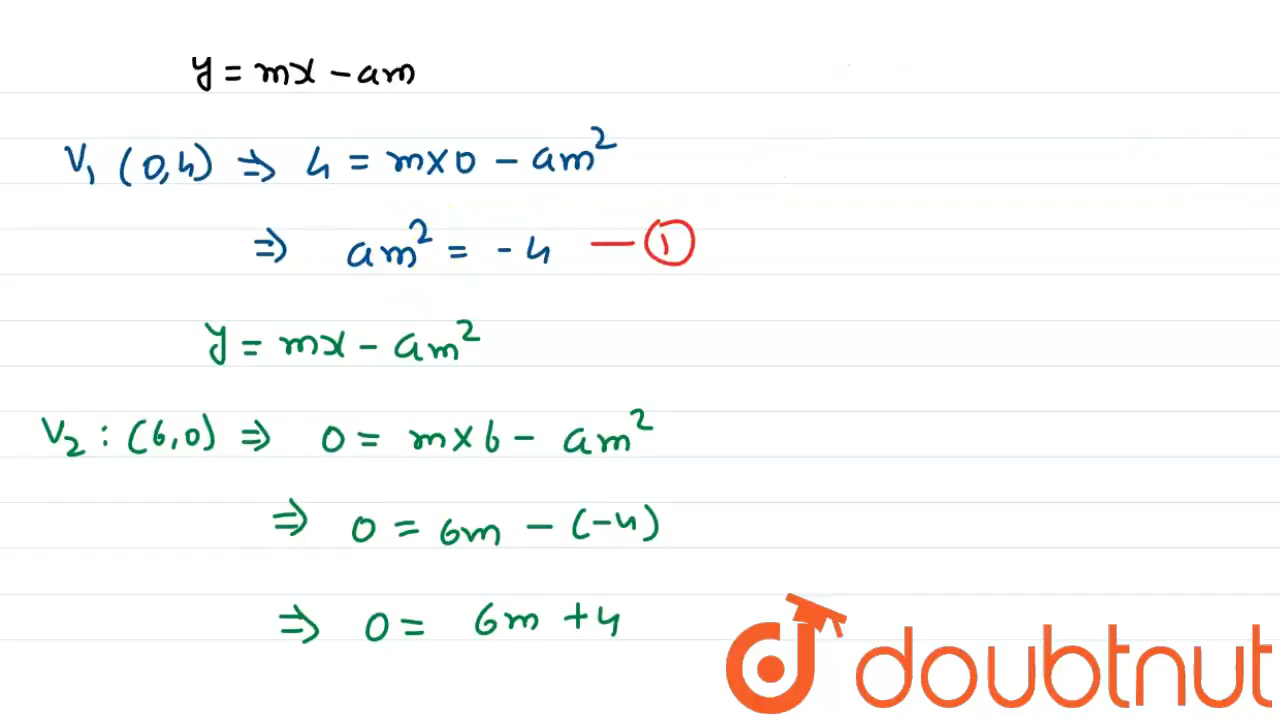 y = mx - am
V₁ (0,4) ⇒ 4 = m×0 - am²
⇒ am² = -4 — ①
y = mx - am²
V₂ : (6,0) ⇒ 0 = m×6 - am²
⇒ 0 = 6m - (-4)
⇒ 0 = 6m + 4
doubtnut